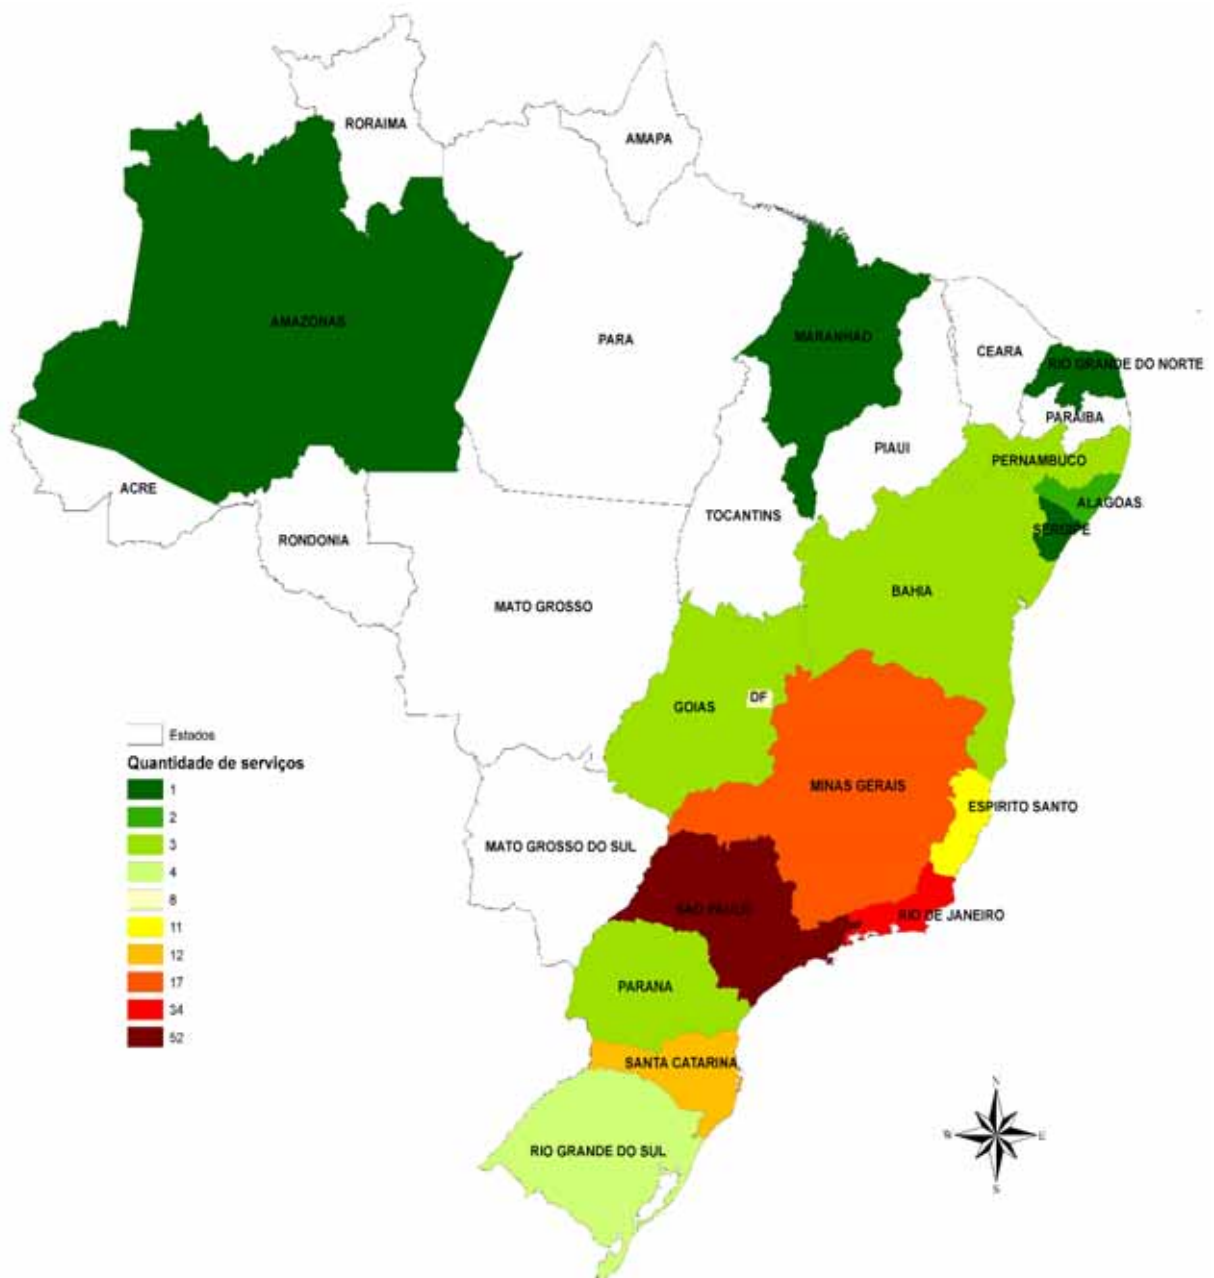 RORAIMA
AMAPA
AMAZONAS
PARA
MARANHAO
CEARA
RIO GRANDE DO NORTE
PARAIBA
PIAUI
PERNAMBUCO
ACRE
TOCANTINS
ALAGOAS
SERGIPE
RONDONIA
MATO GROSSO
BAHIA
GOIAS
DF
Estados
Quantidade de serviços
1
2
3
4
8
11
12
17
34
52
MINAS GERAIS
ESPIRITO SANTO
MATO GROSSO DO SUL
SAO PAULO
RIO DE JANEIRO
PARANA
SANTA CATARINA
RIO GRANDE DO SUL
N
W
E
S